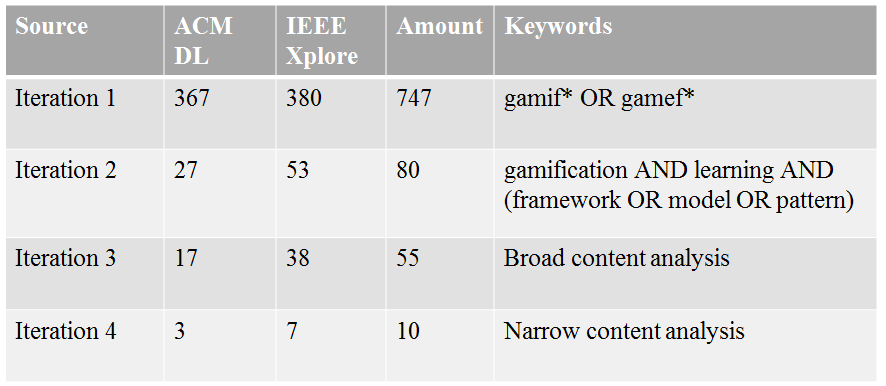 Source ACM DL IEEE Xplore Amount Keywords
Iteration 1 367 380 747 gamif* OR gamef*
Iteration 2 27 53 80 gamification AND learning AND
(framework OR model OR pattern)
Iteration 3 17 38 55 Broad content analysis
Iteration 4 3 7 10 Narrow content analysis